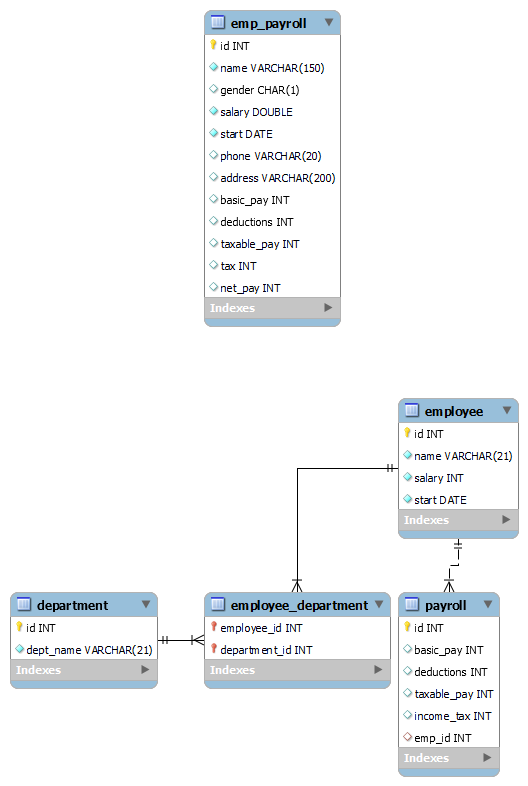 emp_payroll
id INT
name VARCHAR(150)
gender CHAR(1)
salary DOUBLE
start DATE
phone VARCHAR(20)
address VARCHAR(200)
basic_pay INT
deductions INT
taxable_pay INT
tax INT
net_pay INT
Indexes
employee
id INT
name VARCHAR(21)
salary INT
start DATE
Indexes
department
id INT
dept_name VARCHAR(21)
Indexes
employee_department
employee_id INT
department_id INT
Indexes
payroll
id INT
basic_pay INT
deductions INT
taxable_pay INT
income_tax INT
emp_id INT
Indexes